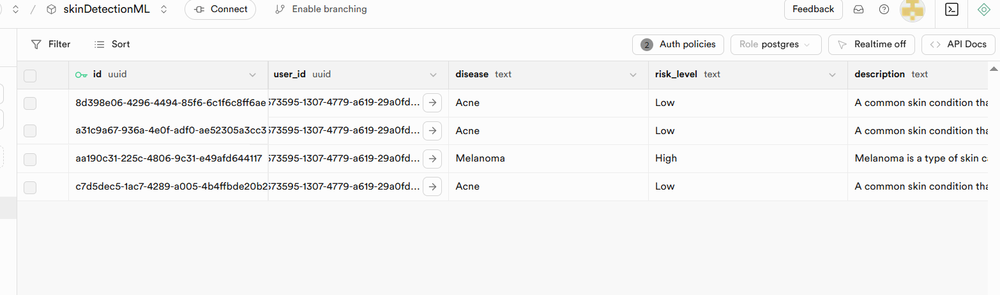 / skinDetectionML Connect Enable branching Feedback
Filter Sort 2 Auth policies Role postgres Realtime off <> API Docs
id uuid user_id uuid disease text risk_level text description text
8d398e06-4296-4494-85f6-6c1f6c8ff6ae 573595-1307-4779-a619-29a0fd... Acne Low A common skin condition tha
a31c9a67-936a-4e0f-adf0-ae52305a3cc3 573595-1307-4779-a619-29a0fd... Acne Low A common skin condition tha
aa190c31-225c-4806-9c31-e49afd644117 573595-1307-4779-a619-29a0fd... Melanoma High Melanoma is a type of skin ca
c7d5dec5-1ac7-4289-a005-4b4ffbde20b2 573595-1307-4779-a619-29a0fd... Acne Low A common skin condition tha